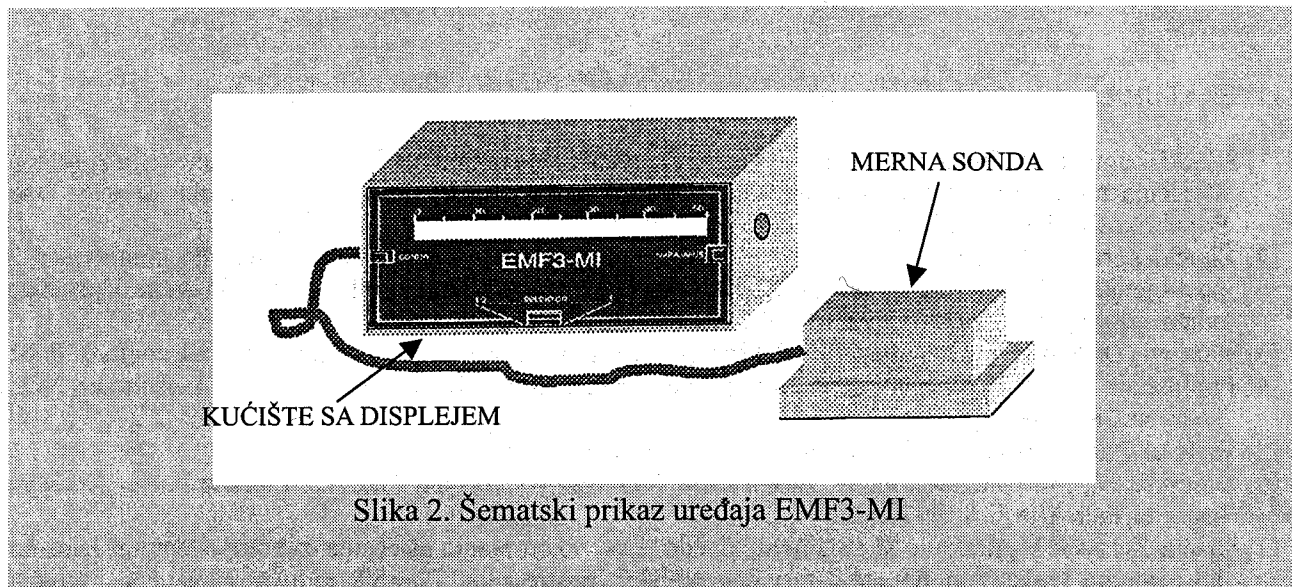 MERNA SONDA
EMF3-MI
KUĆIŠTE SA DISPLEJEM
Slika 2. Šematski prikaz uređaja EMF3-MI